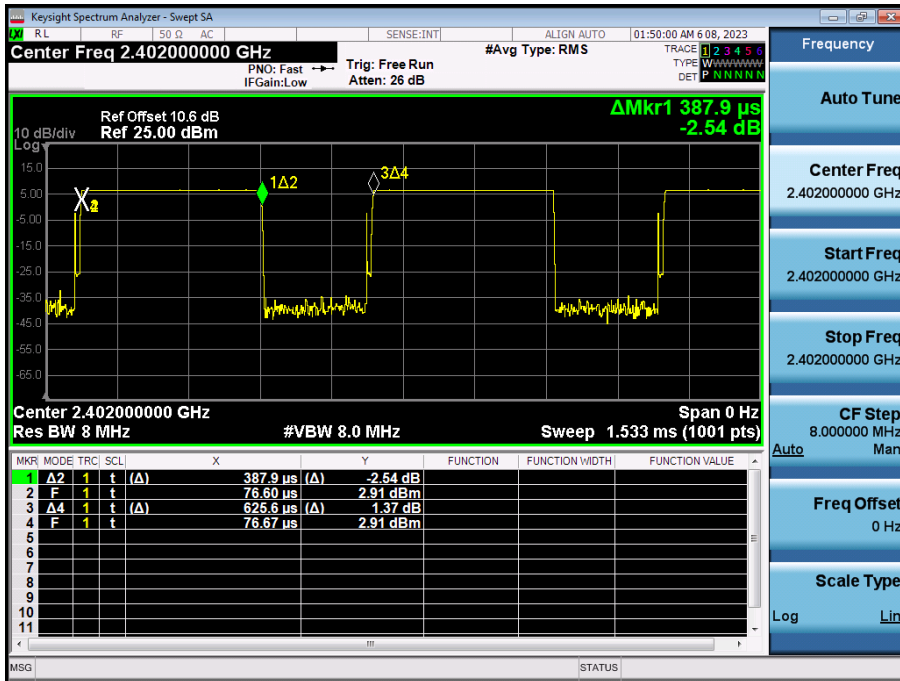 Keysight Spectrum Analyzer - Swept SA
LXI RL RF 50 Ω AC SENSE:INT ALIGN AUTO 01:50:00 AM 6 08, 2023
Center Freq 2.402000000 GHz #Avg Type: RMS TRACE 1 2 3 4 5 6
PNO: Fast Trig: Free Run TYPE WWWWWW
IFGain:Low Atten: 26 dB DET P N N N N N
ΔMkr1 387.9 µs
-2.54 dB
Ref Offset 10.6 dB
10 dB/div Ref 25.00 dBm
Log
15.0
5.00
-5.00
-15.0
-25.0
-35.0
-45.0
-55.0
-65.0
1Δ2
3Δ4
Center 2.402000000 GHz Span 0 Hz
Res BW 8 MHz #VBW 8.0 MHz Sweep 1.533 ms (1001 pts)
MKR MODE TRC SCL X Y FUNCTION FUNCTION WIDTH FUNCTION VALUE
1 Δ2 1 t (Δ) 387.9 µs (Δ) -2.54 dB
2 F 1 t 76.60 µs 2.91 dBm
3 Δ4 1 t (Δ) 625.6 µs (Δ) 1.37 dB
4 F 1 t 76.67 µs 2.91 dBm
5
6
7
8
9
10
11
MSG STATUS
Frequency
Auto Tune
Center Freq
2.402000000 GHz
Start Freq
2.402000000 GHz
Stop Freq
2.402000000 GHz
CF Step
8.000000 MHz
Auto Man
Freq Offset
0 Hz
Scale Type
Log Lin